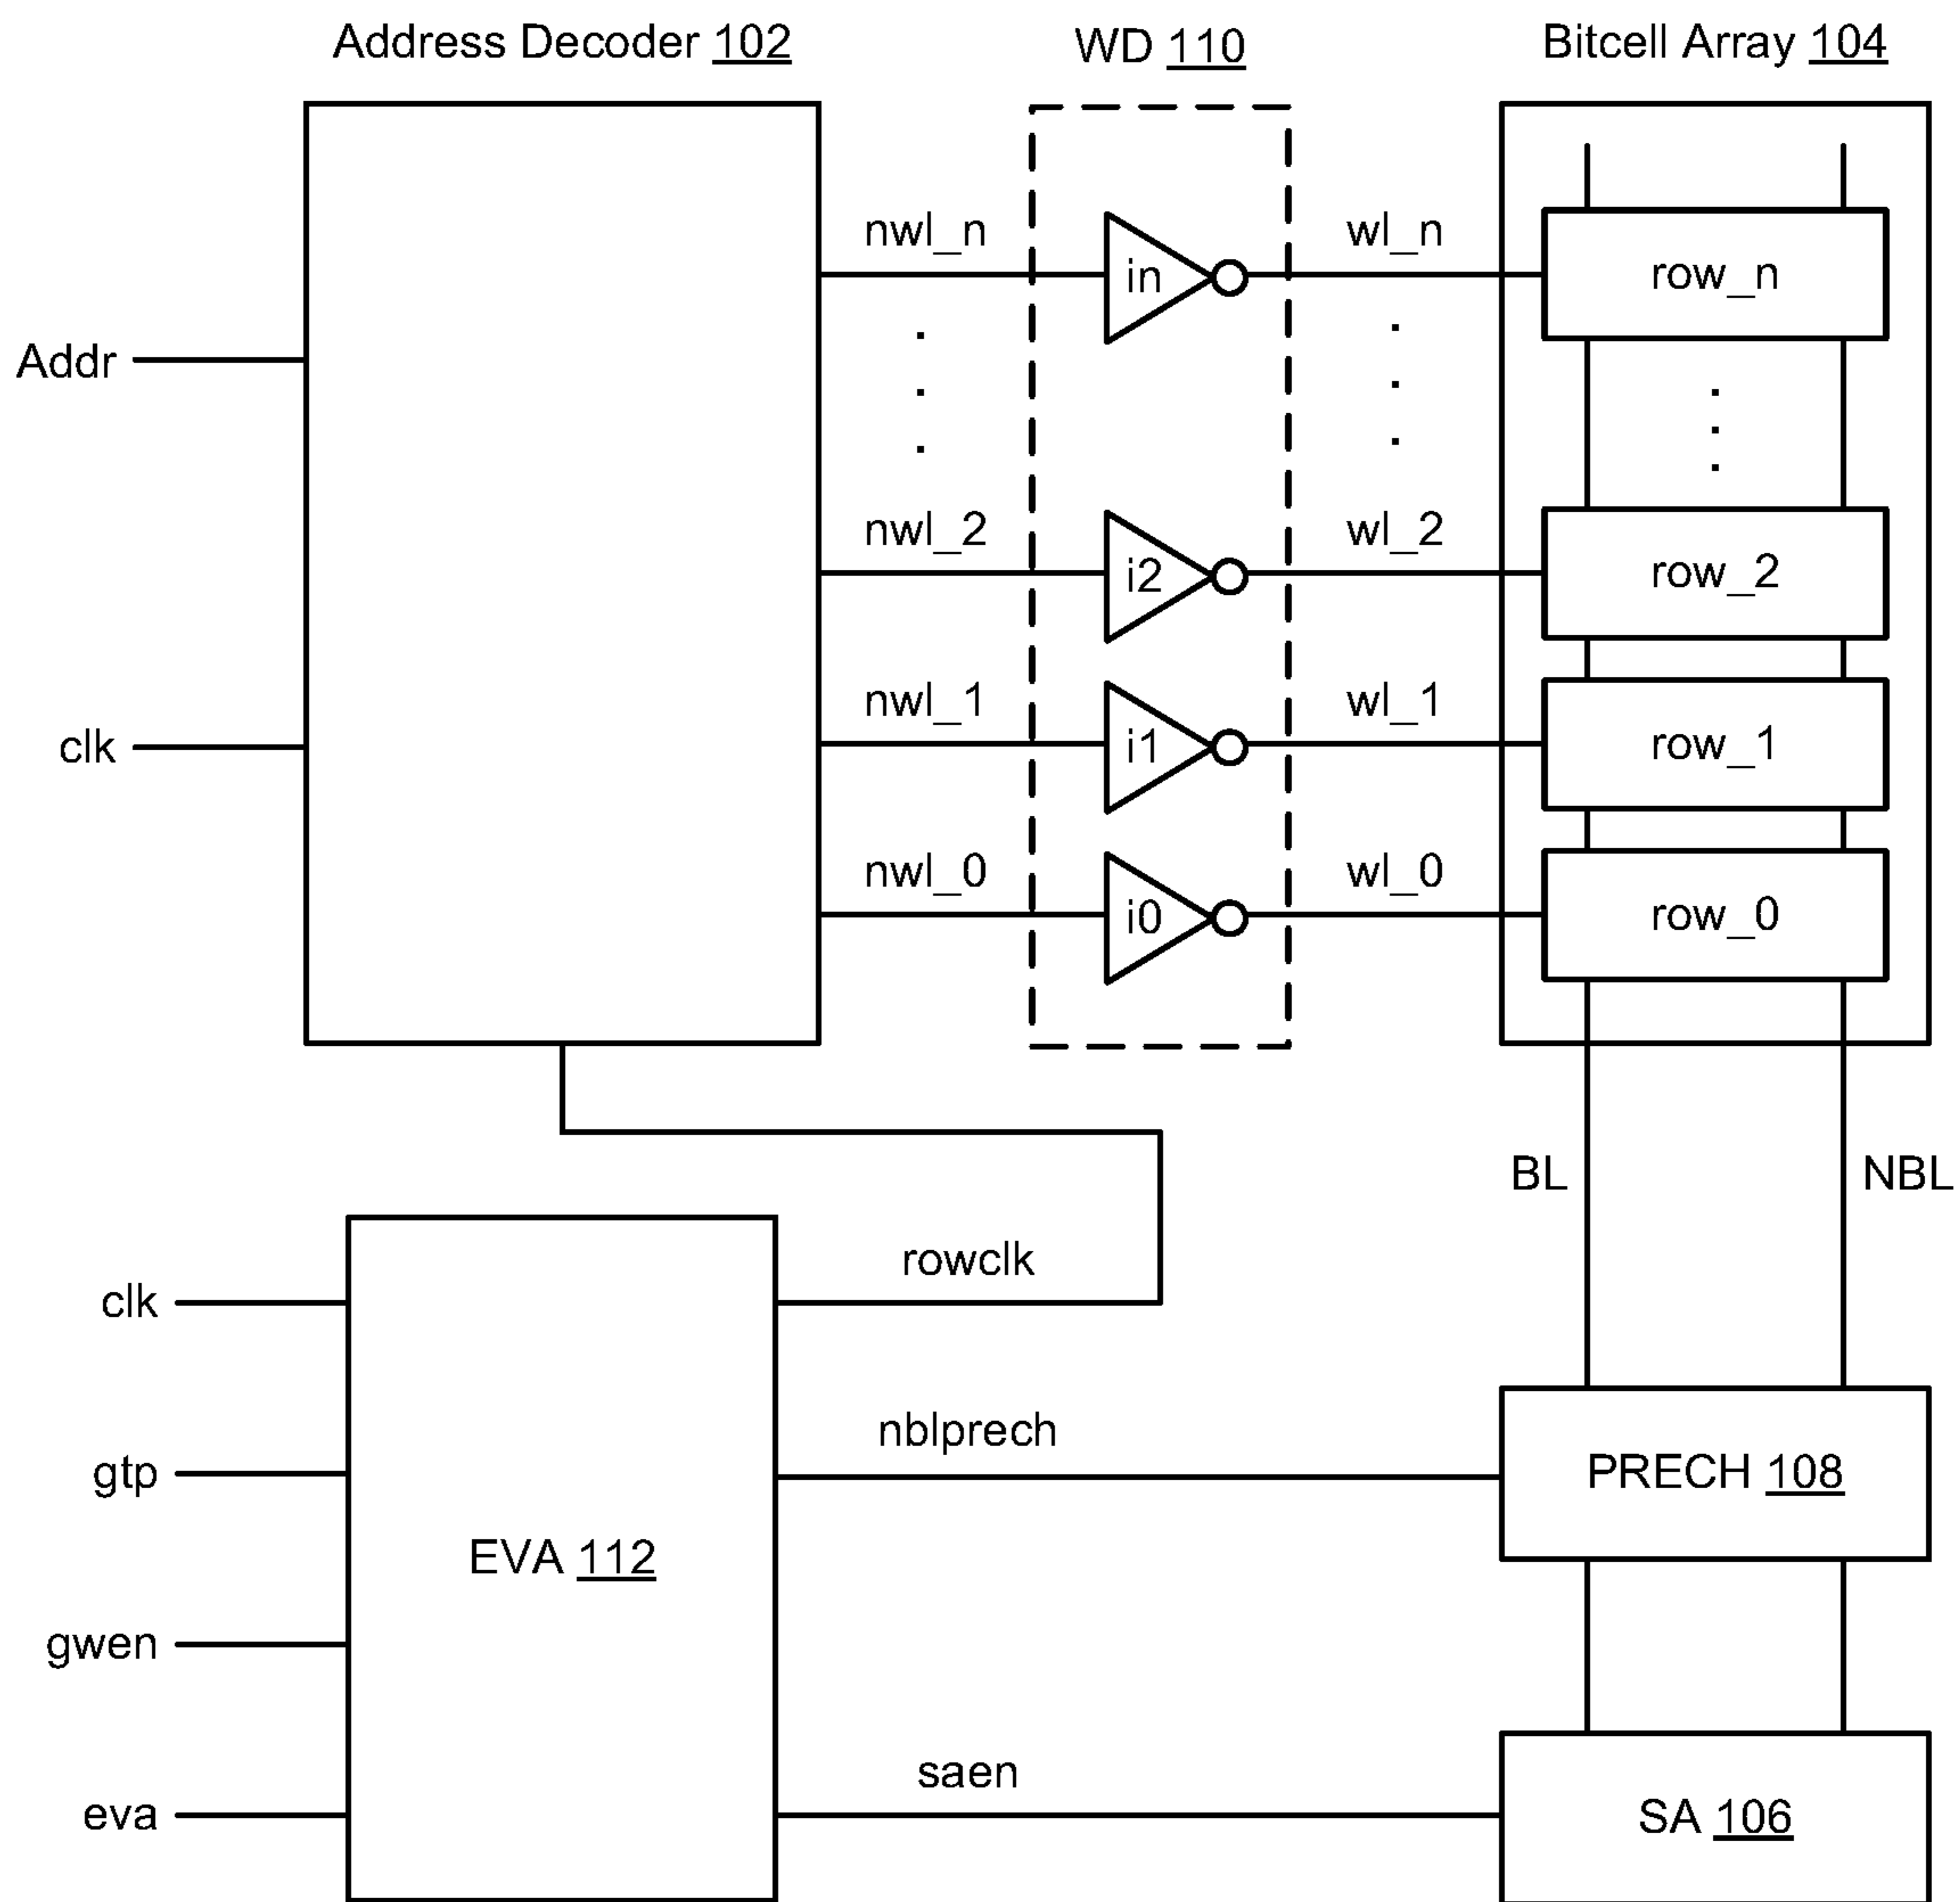 Address Decoder 102
WD 110
Bitcell Array 104
nwl_n
in
wl_n
row_n
Addr
nwl_2
i2
wl_2
row_2
nwl_1
i1
wl_1
row_1
clk
nwl_0
i0
wl_0
row_0
BL
NBL
rowclk
clk
nblprech
gtp
PRECH 108
EVA 112
gwen
saen
eva
SA 106